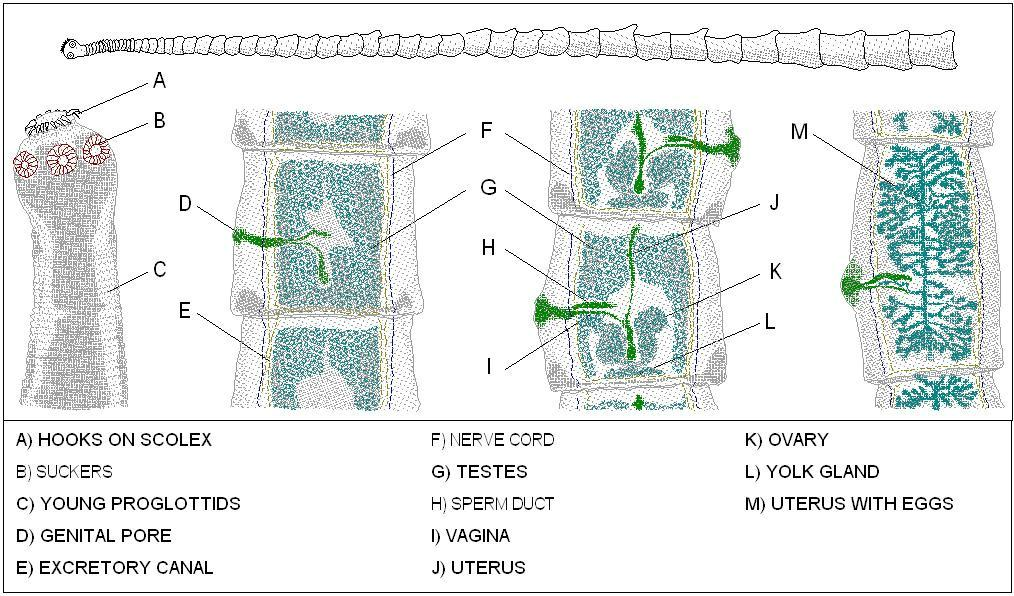 A
B
C
D
E
F
G
H
I
J
K
L
M
A) HOOKS ON SCOLEX
B) SUCKERS
C) YOUNG PROGLOTTIDS
D) GENITAL PORE
E) EXCRETORY CANAL
F) NERVE CORD
G) TESTES
H) SPERM DUCT
I) VAGINA
J) UTERUS
K) OVARY
L) YOLK GLAND
M) UTERUS WITH EGGS